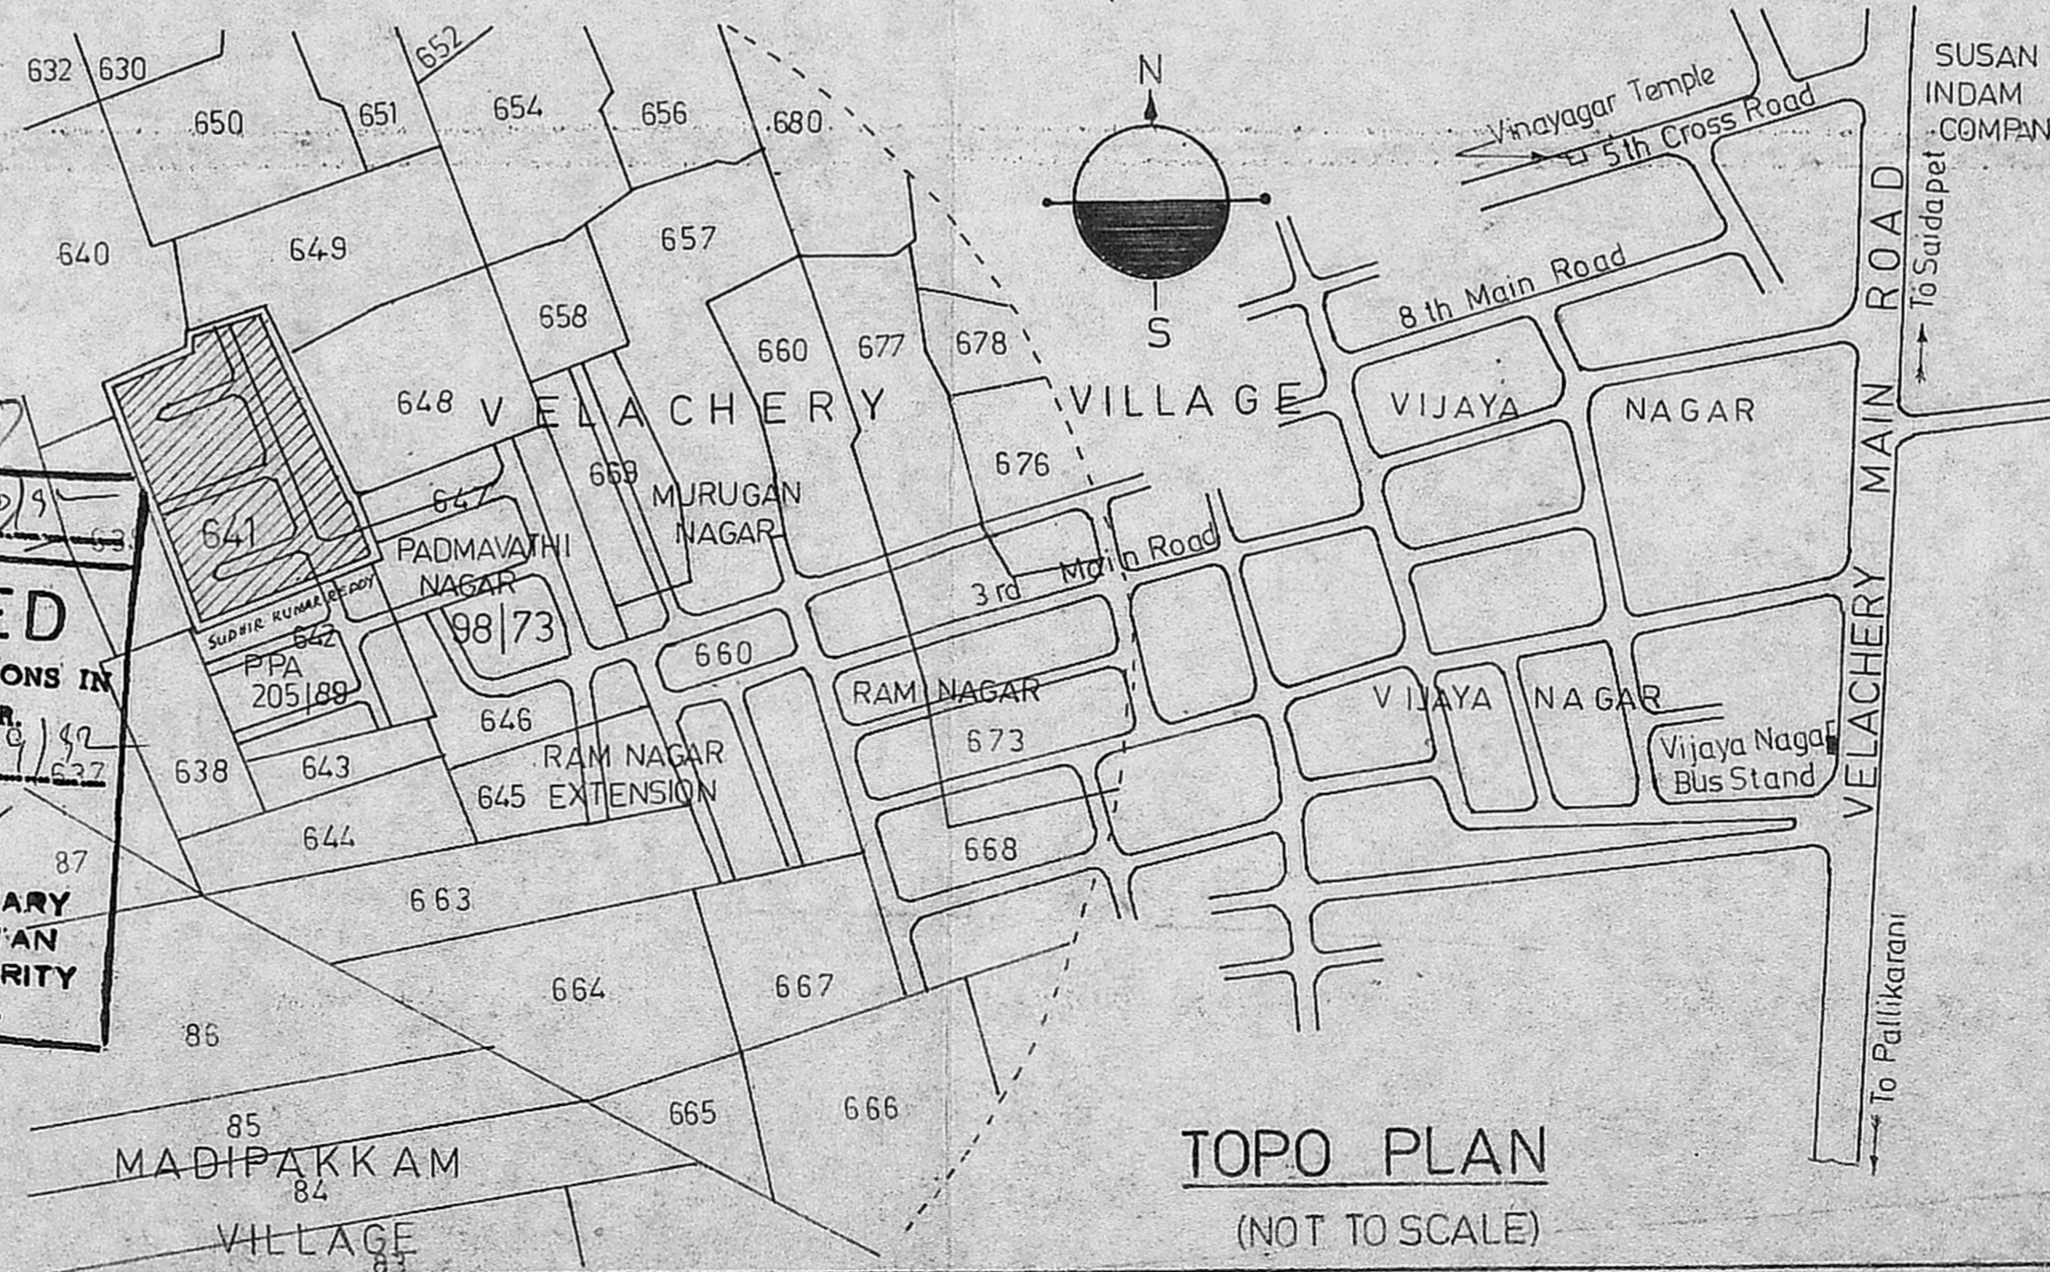 632
630
652
650
651
654
656
680
N
Vinayagar Temple
5th Cross Road
SUSAN
INDAM
COMPAN
640
649
657
To Saidapet
8th Main Road
658
S
660
677
678
648
VELACHERY VILLAGE
VIJAYA NAGAR
VELACHERY MAIN ROAD
669
676
647
MURUGAN
NAGAR
641
PADMAVATHI
NAGAR
3rd Main Road
SUDHIR KUMAR REDDY
98/73
642
PPA
205/89
660
ED
ONS IN
R.
637
RAM NAGAR
VIJAYA NAGAR
646
673
Vijaya Nagar
Bus Stand
638
643
RAM NAGAR
EXTENSION
645
644
668
87
663
ARY
AN
RITY
664
667
To Pallikarani
86
85
665
666
MADIPAKKAM
84
VILLAGE
83
TOPO PLAN
(NOT TO SCALE)